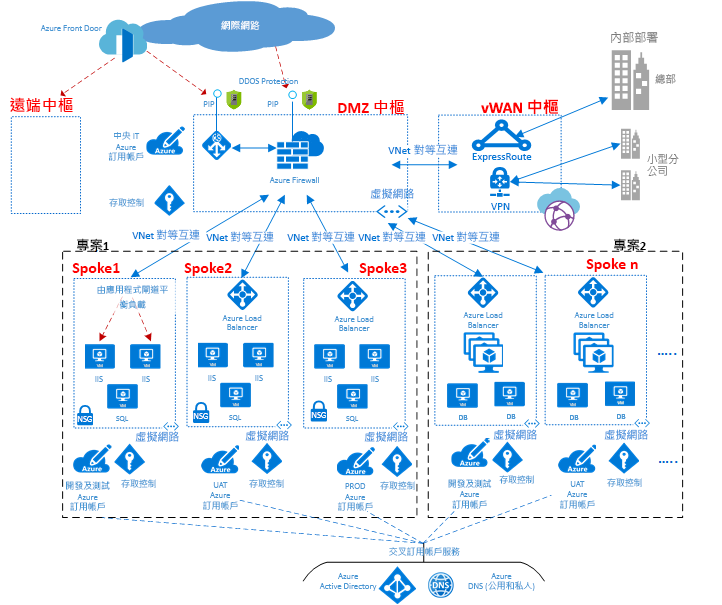 Azure Front Door
網際網路
內部部署
總部
DDOS Protection
PIP
PIP
遠端中樞
DMZ 中樞
vWAN 中樞
中央 IT
Azure
訂用帳戶
Azure
Azure Firewall
VNet 對等互連
ExpressRoute
小型分
公司
VPN
存取控制
虛擬網路
VNet 對等互連
VNet 對等互連
VNet 對等互連
VNet 對等互連
VNet 對等互連
專案1
專案2
Spoke1
Spoke2
Spoke3
Spoke n
由應用程式閘道平
衡負載
Azure Load
Balancer
Azure Load
Balancer
Azure Load
Balancer
Azure Load
Balancer
.....
VM
VM
VM
VM
VM
VM
IIS
IIS
IIS
IIS
IIS
IIS
VM
VM
VM
VM
VM
VM
VM
NSG
SQL
NSG
SQL
NSG
SQL
DB
DB
DB
DB
虛擬網路
虛擬網路
虛擬網路
虛擬網路
虛擬網路
Azure
Azure
Azure
Azure
Azure
.....
開發及測試
Azure
訂用帳戶
存取控制
UAT
Azure
訂用帳戶
存取控制
PROD
Azure
訂用帳戶
存取控制
開發及測試
Azure
訂用帳戶
存取控制
UAT
Azure
訂用帳戶
存取控制
交叉訂用帳戶服務
Azure
Active Directory
DNS
Azure
DNS (公用和私人)